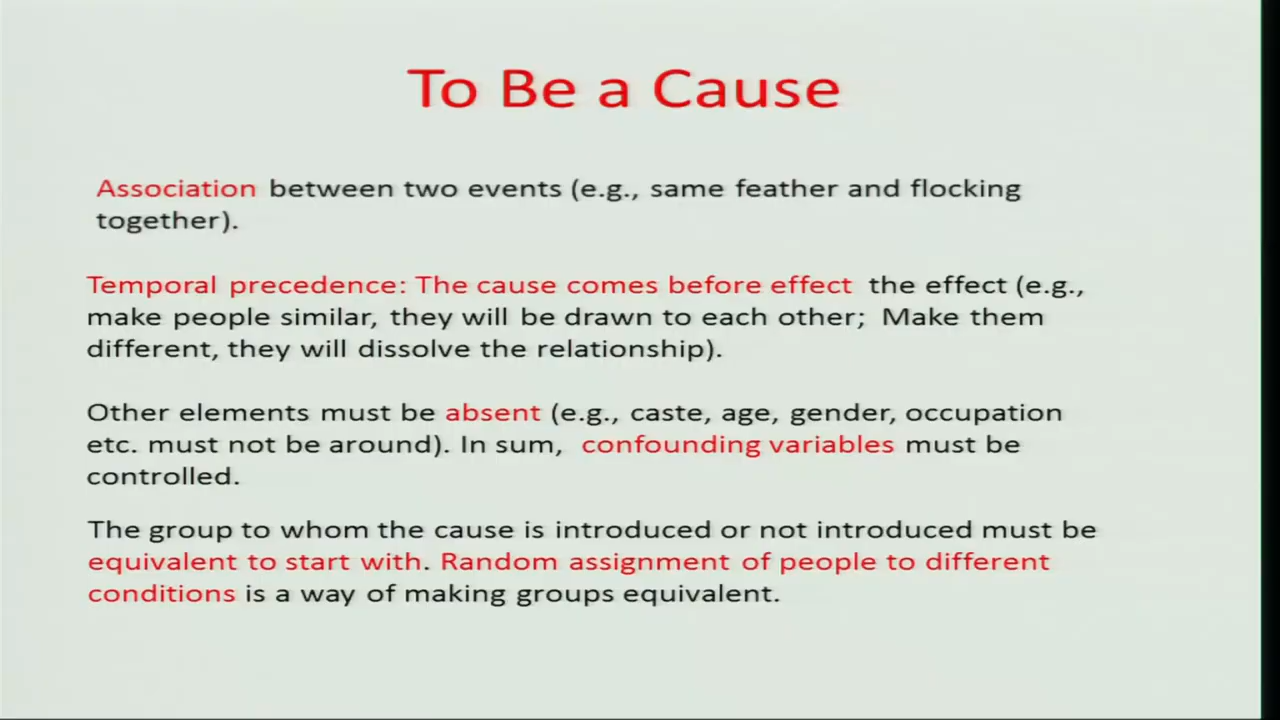 To Be a Cause
Association between two events (e.g., same feather and flocking
together).
Temporal precedence: The cause comes before effect the effect (e.g.,
make people similar, they will be drawn to each other; Make them
different, they will dissolve the relationship).
Other elements must be absent (e.g., caste, age, gender, occupation
etc. must not be around). In sum, confounding variables must be
controlled.
The group to whom the cause is introduced or not introduced must be
equivalent to start with. Random assignment of people to different
conditions is a way of making groups equivalent.